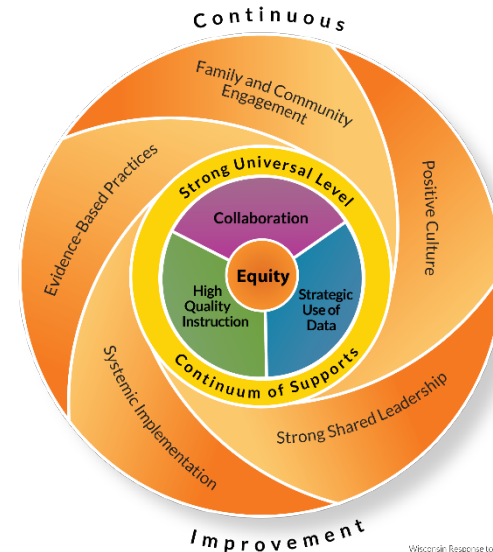 Continuous
Family and Community
Engagement
Positive Culture
Evidence-Based Practices
Strong Universal Level
Collaboration
Equity
High
Quality
Instruction
Strategic
Use of
Data
Continuum of Supports
Systemic Implementation
Strong Shared Leadership
Improvement
Wisconsin Response to